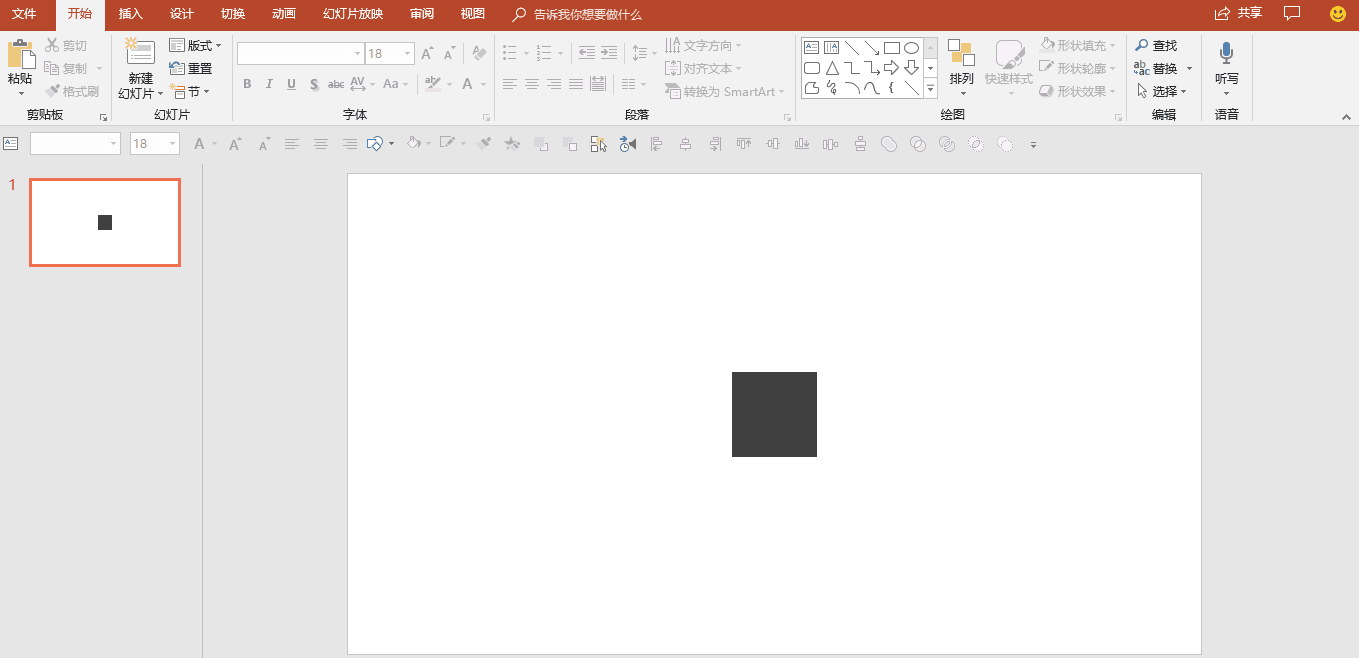 文件 开始 插入 设计 切换 动画 幻灯片放映 审阅 视图 告诉我你想要做什么 共享
粘贴 剪切 复制 格式刷 剪贴板
新建 幻灯片 版式 重置 节 幻灯片
18 A A
B I U S abc AV Aa A 字体
文字方向 对齐文本 转换为 SmartArt 段落
排列 快速样式 形状填充 形状轮廓 形状效果 绘图
查找 替换 选择 编辑
听写 语音
18 A A A
1